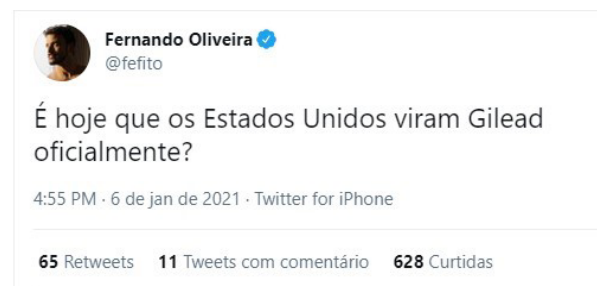 Fernando Oliveira
@fefito
É hoje que os Estados Unidos viram Gilead
oficialmente?
4:55 PM · 6 de jan de 2021 · Twitter for iPhone
65 Retweets 11 Tweets com comentário 628 Curtidas